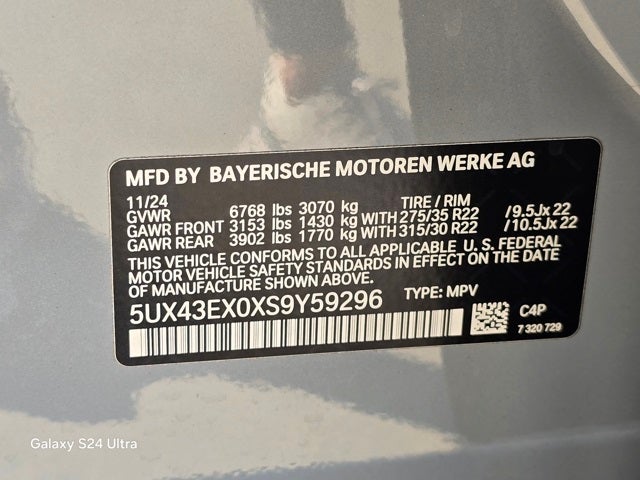 MFD BY BAYERISCHE MOTOREN WERKE AG
11/24 TIRE / RIM
GVWR 6768 lbs 3070 kg
GAWR FRONT 3153 lbs 1430 kg WITH 275/35 R22 /9.5Jx 22
GAWR REAR 3902 lbs 1770 kg WITH 315/30 R22 /10.5Jx 22
THIS VEHICLE CONFORMS TO ALL APPLICABLE U. S. FEDERAL
MOTOR VEHICLE SAFETY STANDARDS IN EFFECT ON THE DATE
OF MANUFACTURE SHOWN ABOVE.
5UX43EX0XS9Y59296 TYPE: MPV
C4P
7 320 729
Galaxy S24 Ultra